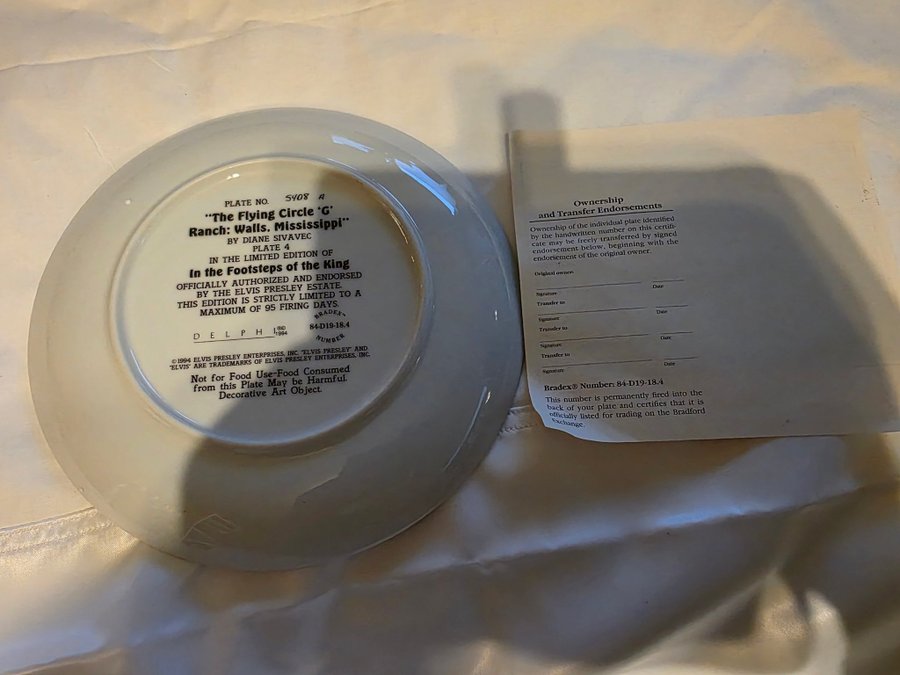 PLATE NO. 5408 A
"The Flying Circle 'G'
Ranch: Walls, Mississippi"
BY DIANE SIVAVEC
PLATE 4
IN THE LIMITED EDITION OF
In the Footsteps of the King
OFFICIALLY AUTHORIZED AND ENDORSED
BY THE ELVIS PRESLEY ESTATE.
THIS EDITION IS STRICTLY LIMITED TO A
MAXIMUM OF 95 FIRING DAYS.
DELPHI
1994
BRADEX
84-D19-18.4
NUMBER
©1994 ELVIS PRESLEY ENTERPRISES, INC. 'ELVIS PRESLEY' AND
'ELVIS' ARE TRADEMARKS OF ELVIS PRESLEY ENTERPRISES, INC.
Not for Food Use-Food Consumed
from this Plate May be Harmful.
Decorative Art Object.
Ownership
and Transfer Endorsements
Ownership of the individual plate identified
by the handwritten number on this certifi-
cate may be freely transferred by signed
endorsement below, beginning with the
endorsement of the original owner.
Original owner:
Signature Date
Transfer to
Signature Date
Transfer to
Signature Date
Transfer to
Signature Date
Bradex® Number: 84-D19-18.4
This number is permanently fired into the
back of your plate and certifies that it is
officially listed for trading on the Bradford
Exchange.